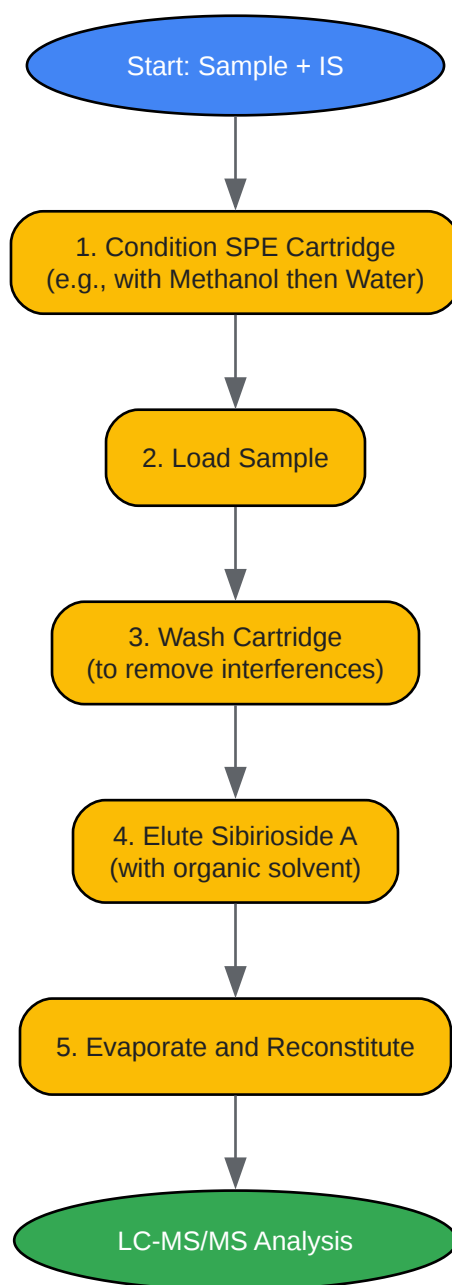 Start: Sample + IS
1. Condition SPE Cartridge
(e.g., with Methanol then Water)
2. Load Sample
3. Wash Cartridge
(to remove interferences)
4. Elute Sibirioside A
(with organic solvent)
5. Evaporate and Reconstitute
LC-MS/MS Analysis